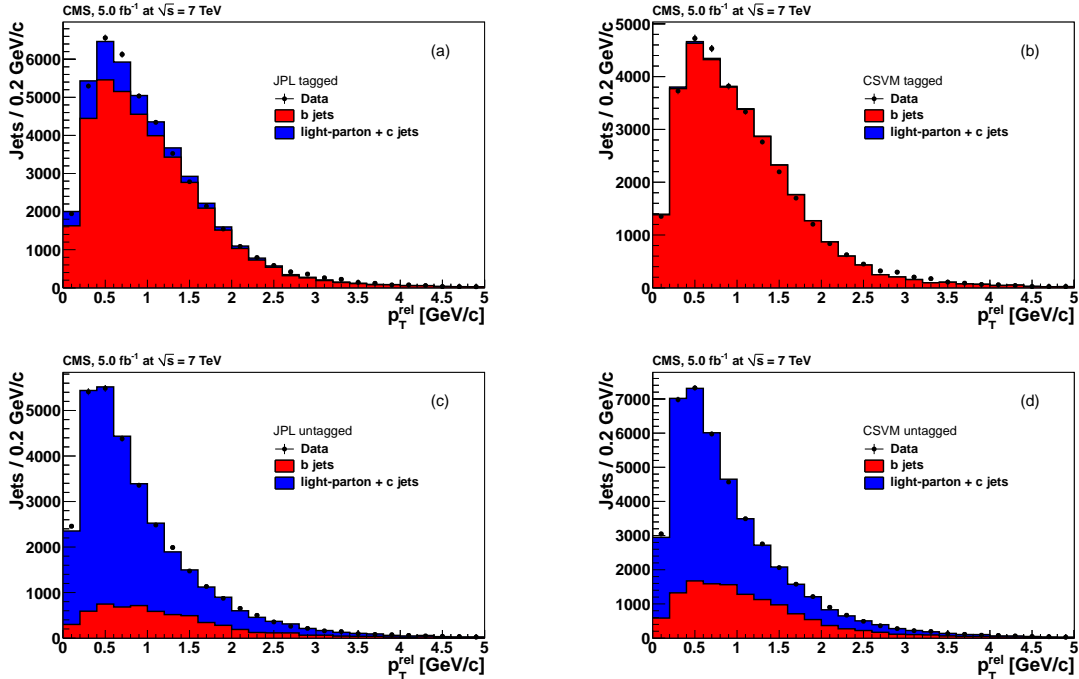 CMS, 5.0 fb⁻¹ at √s = 7 TeV
(a)
JPL tagged
Data
b jets
light-parton + c jets
Jets / 0.2 GeV/c
6000
5000
4000
3000
2000
1000
0
0 0.5 1 1.5 2 2.5 3 3.5 4 4.5 5
p_T^rel [GeV/c]
CMS, 5.0 fb⁻¹ at √s = 7 TeV
(b)
CSVM tagged
Data
b jets
light-parton + c jets
Jets / 0.2 GeV/c
5000
4000
3000
2000
1000
0
0 0.5 1 1.5 2 2.5 3 3.5 4 4.5 5
p_T^rel [GeV/c]
CMS, 5.0 fb⁻¹ at √s = 7 TeV
(c)
JPL untagged
Data
b jets
light-parton + c jets
Jets / 0.2 GeV/c
5000
4000
3000
2000
1000
0
0 0.5 1 1.5 2 2.5 3 3.5 4 4.5 5
p_T^rel [GeV/c]
CMS, 5.0 fb⁻¹ at √s = 7 TeV
(d)
CSVM untagged
Data
b jets
light-parton + c jets
Jets / 0.2 GeV/c
7000
6000
5000
4000
3000
2000
1000
0
0 0.5 1 1.5 2 2.5 3 3.5 4 4.5 5
p_T^rel [GeV/c]